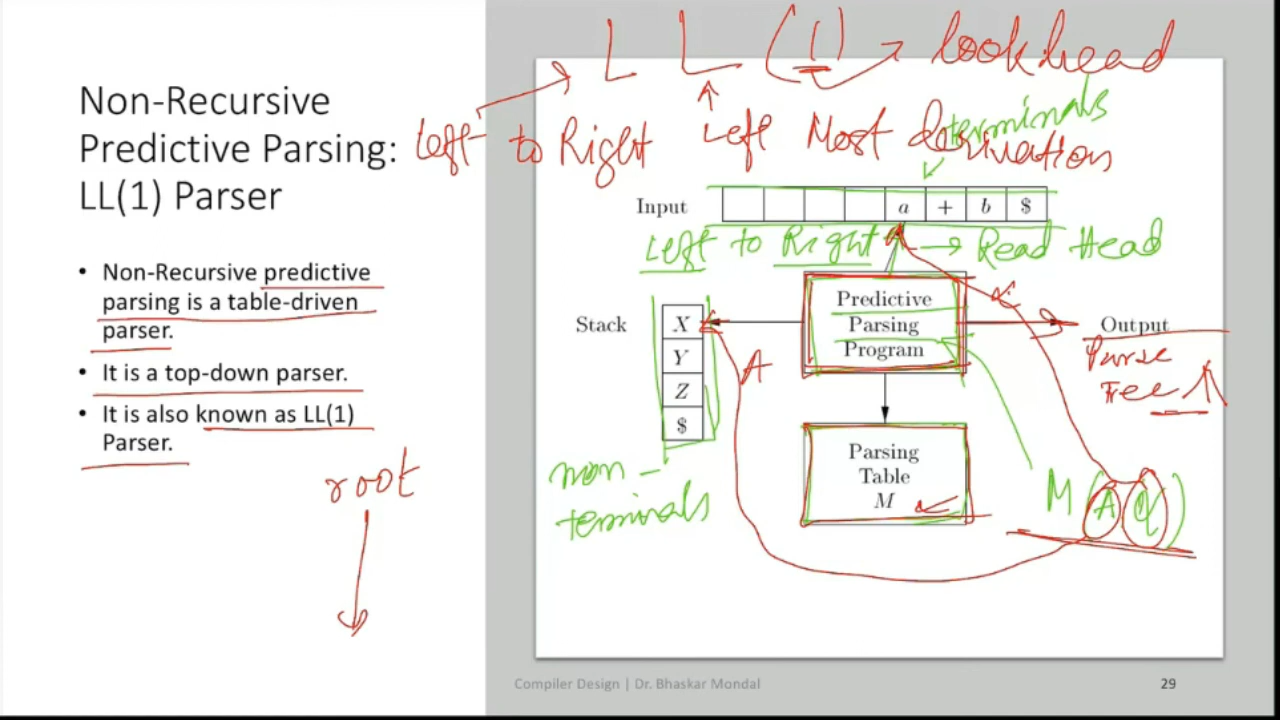 L L (1) → lookhead
Non-Recursive
Predictive Parsing:
LL(1) Parser
Left to Right Left Most derivation
terminals
Input a + b $
Left to Right → Read Head
• Non-Recursive predictive
parsing is a table-driven
parser.
• It is a top-down parser.
• It is also known as LL(1)
Parser.
Stack
X
Y
Z
$
Predictive
Parsing
Program
Output
Parse
Tree
A
Parsing
Table
M
root
non-
terminals
Compiler Design | Dr. Bhaskar Mondal
29